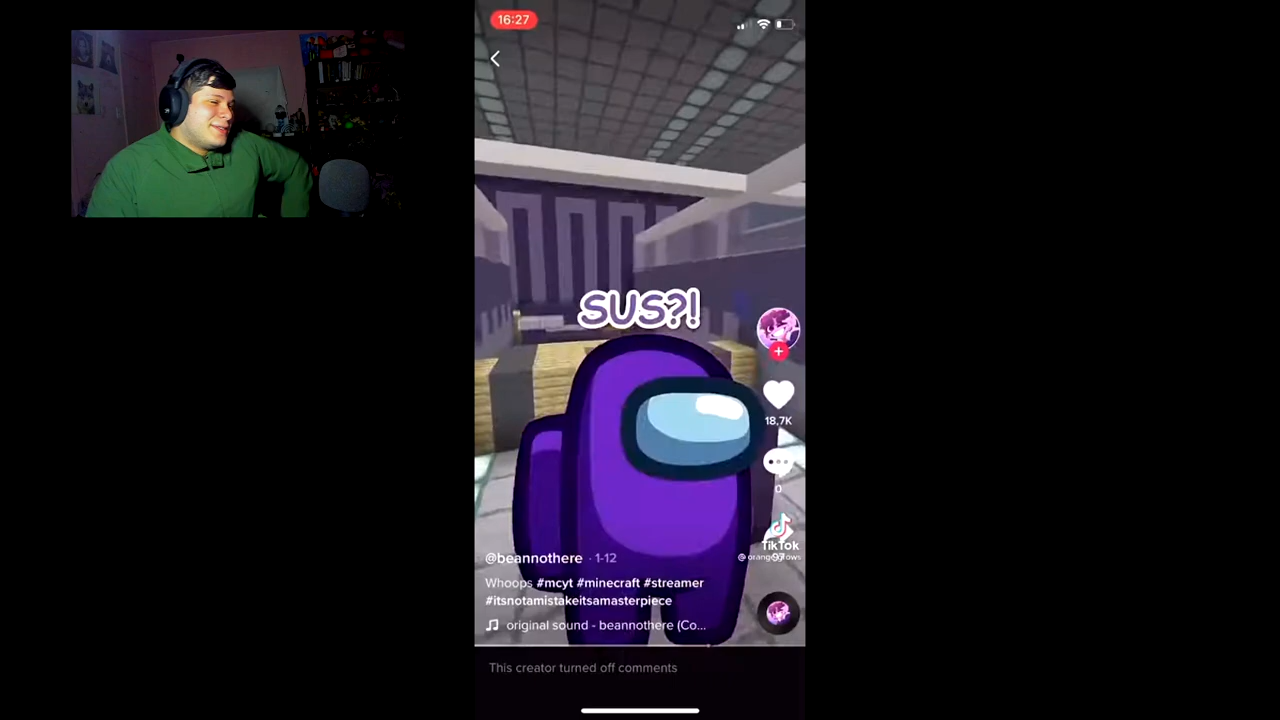 16:27
SUS?!
18.7K
0
TikTok
97
@beannothere · 1-12
Whoops #mcyt #minecraft #streamer
#itsnotamistakeitsamasterpiece
original sound - beannothere (Co...
This creator turned off comments